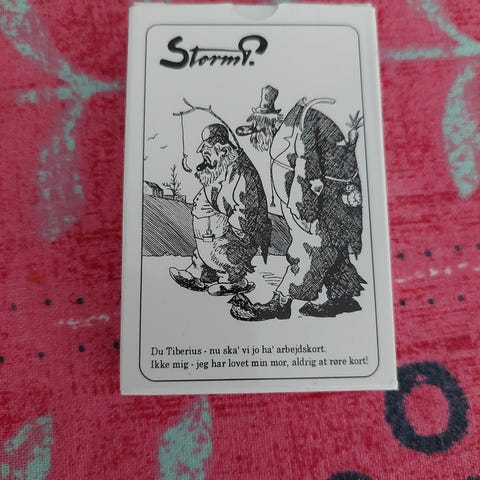 Storm P.
Du Tiberius - nu ska' vi jo ha' arbejdskort.
Ikke mig - jeg har lovet min mor, aldrig at røre kort!